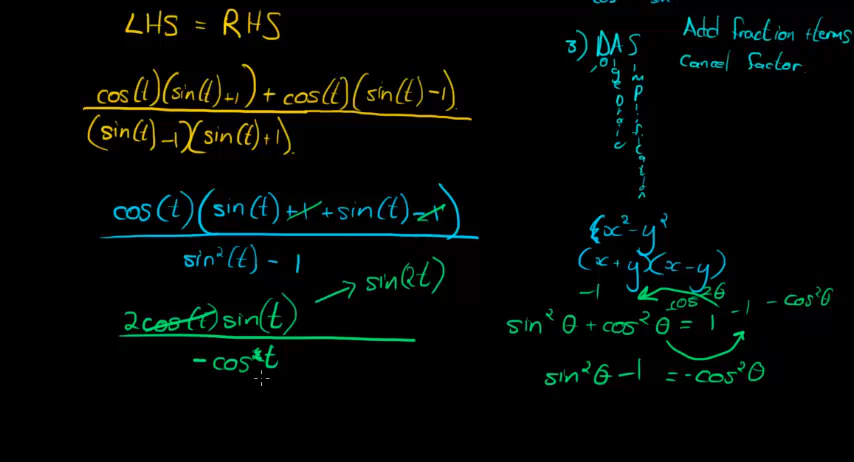 LHS = RHS
cos(t)(sin(t)+1) + cos(t)(sin(t)-1)
(sin(t)-1)(sin(t)+1)
cos(t)(sin(t)+1+sin(t)-1)
sin²(t) - 1
2cos(t)sin(t) → sin(2t)
-cos²t
3) DAS
Add fraction terms
Cancel factor
x²-y²
(x+y)(x-y)
-1
cos 2θ
-1 - cos²θ
sin²θ + cos²θ = 1
sin²θ - 1 = -cos²θ